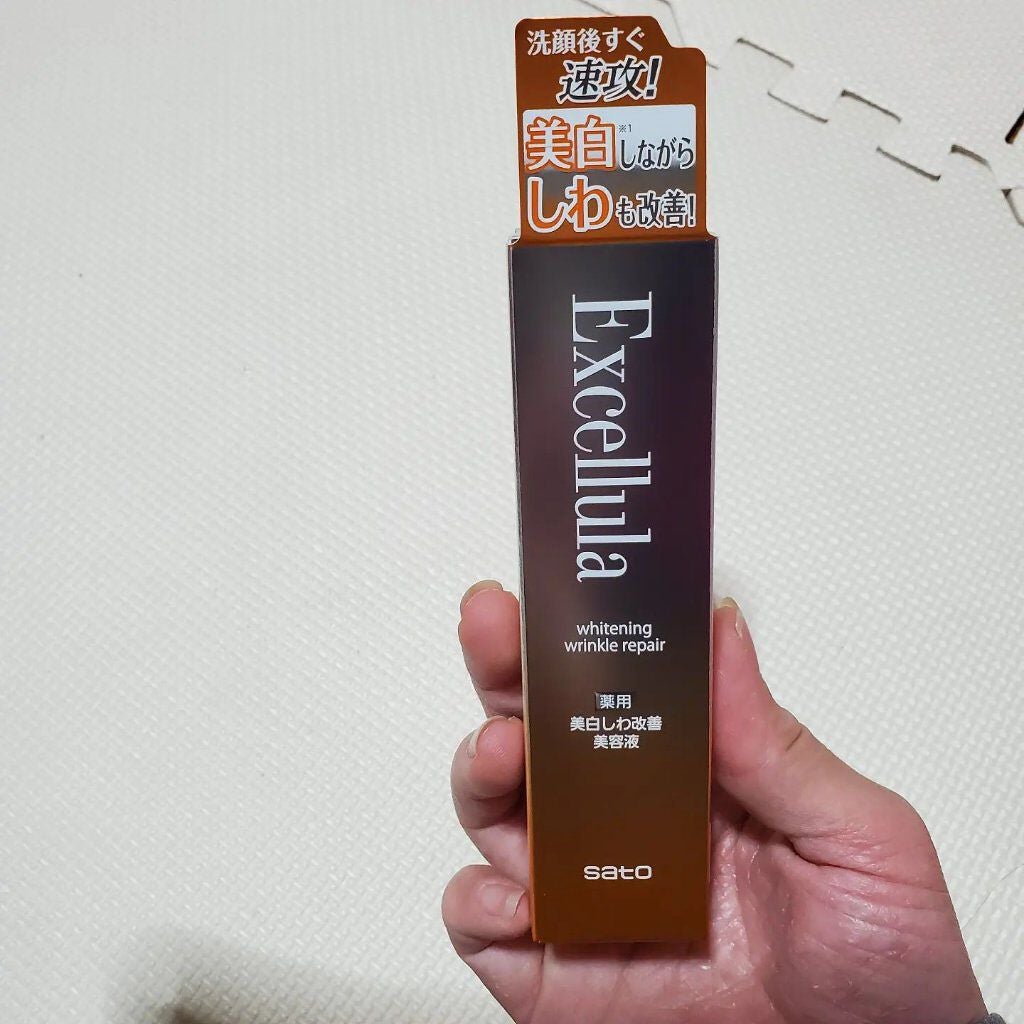 洗顔後すぐ
速攻!
美白※1しながら
しわも改善!
Excellula
whitening
wrinkle repair
薬用
美白しわ改善
美容液
sato